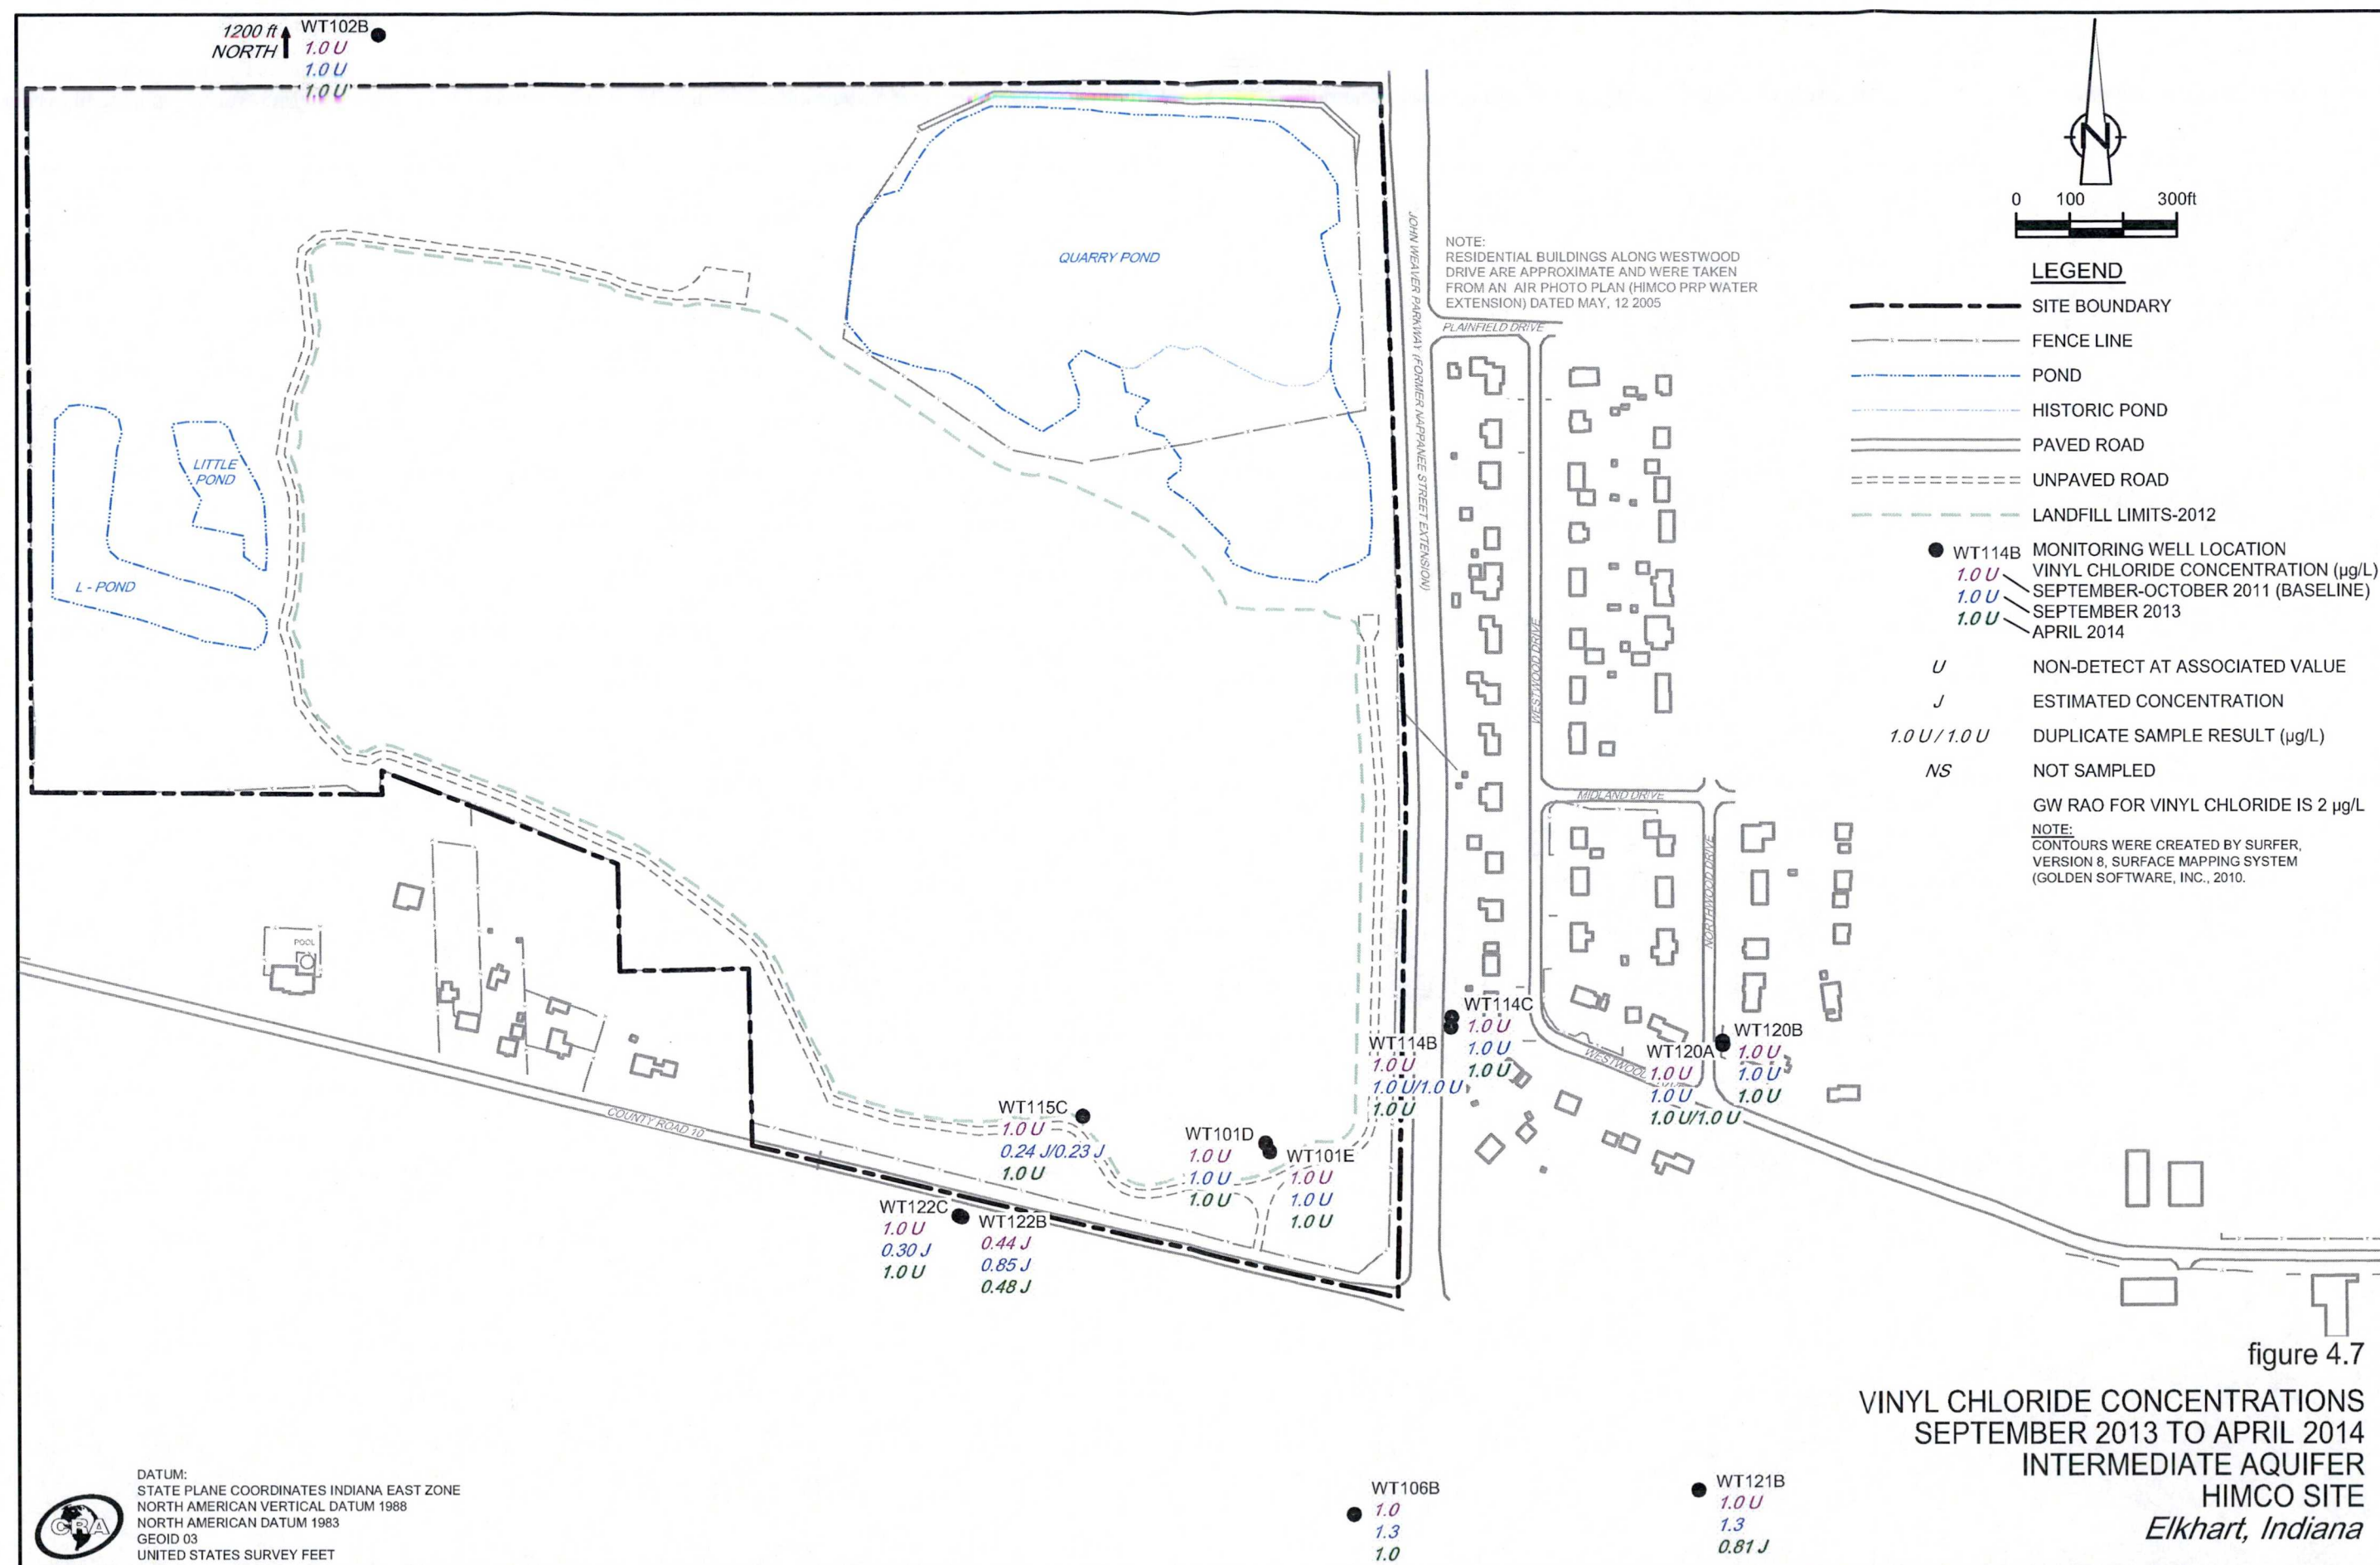 1200 ft
NORTH
WT102B
1.0 U
1.0 U
1.0 U
N
0 100 300ft
QUARRY POND
JOHN WEAVER PARKWAY (FORMER NAPPANEE STREET EXTENSION)
NOTE:
RESIDENTIAL BUILDINGS ALONG WESTWOOD
DRIVE ARE APPROXIMATE AND WERE TAKEN
FROM AN AIR PHOTO PLAN (HIMCO PRP WATER
EXTENSION) DATED MAY, 12 2005
PLAINFIELD DRIVE
LEGEND
SITE BOUNDARY
FENCE LINE
POND
HISTORIC POND
PAVED ROAD
UNPAVED ROAD
LANDFILL LIMITS-2012
WT114B MONITORING WELL LOCATION
VINYL CHLORIDE CONCENTRATION (µg/L)
1.0 U SEPTEMBER-OCTOBER 2011 (BASELINE)
1.0 U SEPTEMBER 2013
1.0 U APRIL 2014
U NON-DETECT AT ASSOCIATED VALUE
J ESTIMATED CONCENTRATION
1.0 U / 1.0 U DUPLICATE SAMPLE RESULT (µg/L)
NS NOT SAMPLED
GW RAO FOR VINYL CHLORIDE IS 2 µg/L
NOTE:
CONTOURS WERE CREATED BY SURFER,
VERSION 8, SURFACE MAPPING SYSTEM
(GOLDEN SOFTWARE, INC., 2010.
LITTLE
POND
L - POND
WESTWOOD DRIVE
MIDLAND DRIVE
NORTHWOOD DRIVE
POOL
COUNTY ROAD 10
WT114C
1.0 U
1.0 U
1.0 U
WT114B
1.0 U
1.0 U/1.0 U
1.0 U
WT120B
1.0 U
1.0 U
1.0 U
WT120A
1.0 U
1.0 U
1.0 U/1.0 U
WT115C
1.0 U
0.24 J/0.23 J
1.0 U
WT101D
1.0 U
1.0 U
1.0 U
WT101E
1.0 U
1.0 U
1.0 U
WT122C
1.0 U
0.30 J
1.0 U
WT122B
0.44 J
0.85 J
0.48 J
figure 4.7
VINYL CHLORIDE CONCENTRATIONS
SEPTEMBER 2013 TO APRIL 2014
INTERMEDIATE AQUIFER
HIMCO SITE
Elkhart, Indiana
CRA
DATUM:
STATE PLANE COORDINATES INDIANA EAST ZONE
NORTH AMERICAN VERTICAL DATUM 1988
NORTH AMERICAN DATUM 1983
GEOID 03
UNITED STATES SURVEY FEET
WT106B
1.0
1.3
1.0
WT121B
1.0 U
1.3
0.81 J